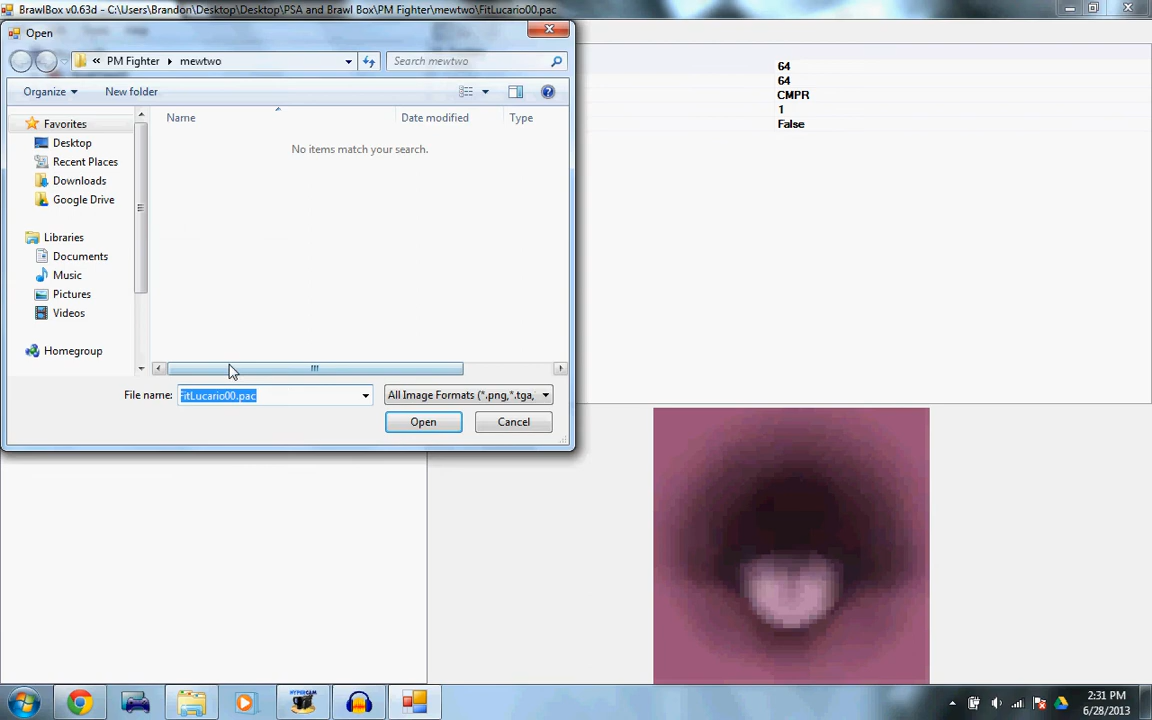 BrawlBox v0.63d - C:\Users\Brandon\Desktop\Desktop\PSA and Brawl Box\PM Fighter\mewtwo\FitLucario00.pac
Open
« PM Fighter mewtwo
Search mewtwo
Organize New folder
Name Date modified Type
No items match your search.
Favorites
Desktop
Recent Places
Downloads
Google Drive
Libraries
Documents
Music
Pictures
Videos
Homegroup
File name: FitLucario00.pac All Image Formats (*.png,*.tga,
Open Cancel
64
64
CMPR
1
False
HYPERCAM
2:31 PM
6/28/2013